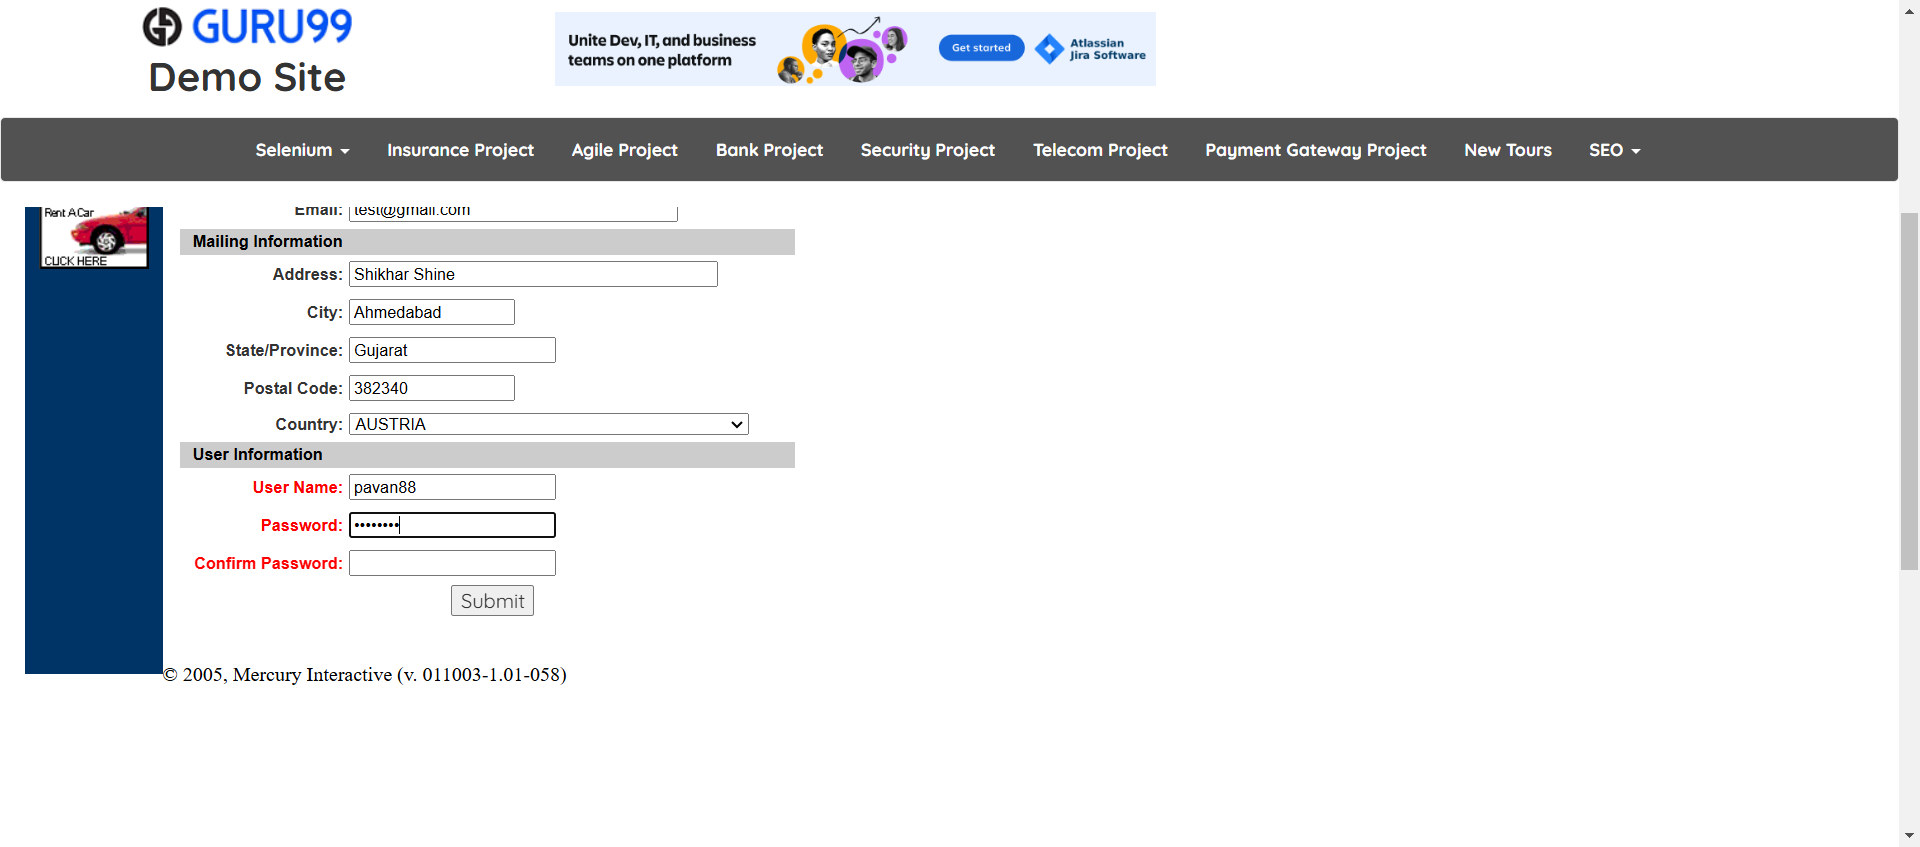 GURU99
Demo Site
Unite Dev, IT, and business
teams on one platform
Get started
Atlassian
Jira Software
Selenium
Insurance Project
Agile Project
Bank Project
Security Project
Telecom Project
Payment Gateway Project
New Tours
SEO
Rent A Car
CLICK HERE
Email: test@gmail.com
Mailing Information
Address: Shikhar Shine
City: Ahmedabad
State/Province: Gujarat
Postal Code: 382340
Country: AUSTRIA
User Information
User Name: pavan88
Password: ••••••••
Confirm Password:
Submit
© 2005, Mercury Interactive (v. 011003-1.01-058)